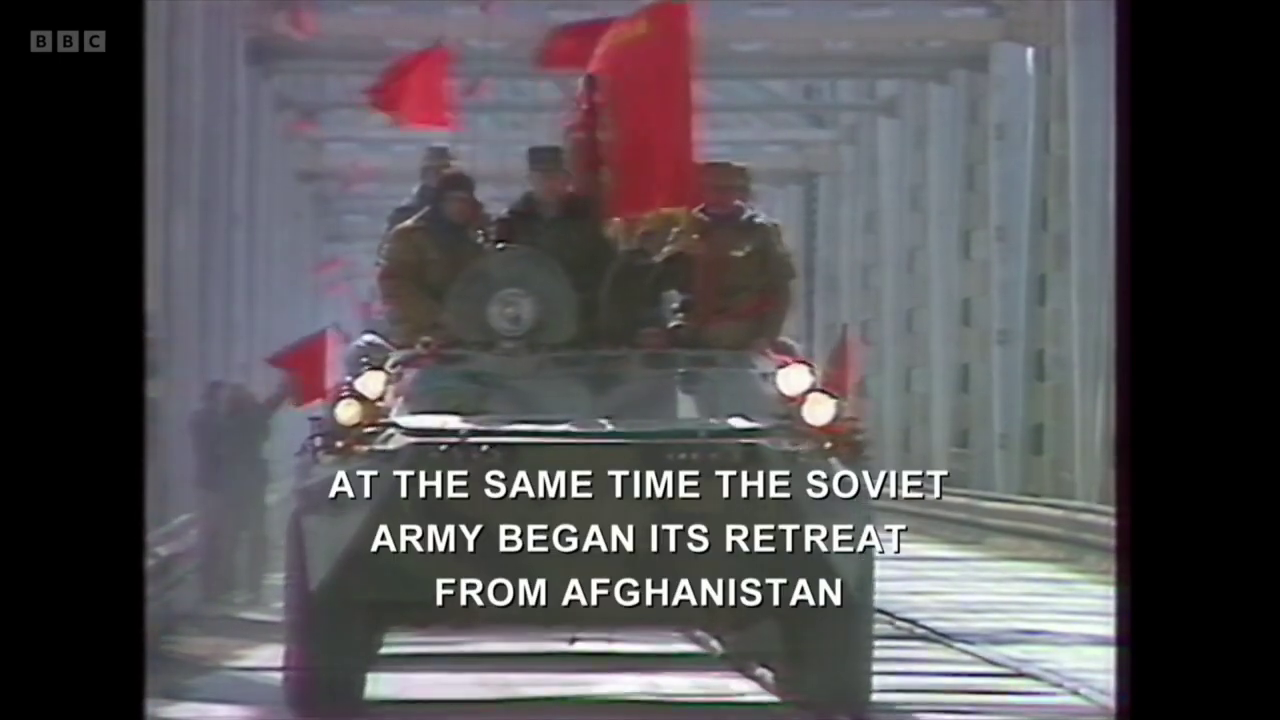 BBC
AT THE SAME TIME THE SOVIET
ARMY BEGAN ITS RETREAT
FROM AFGHANISTAN